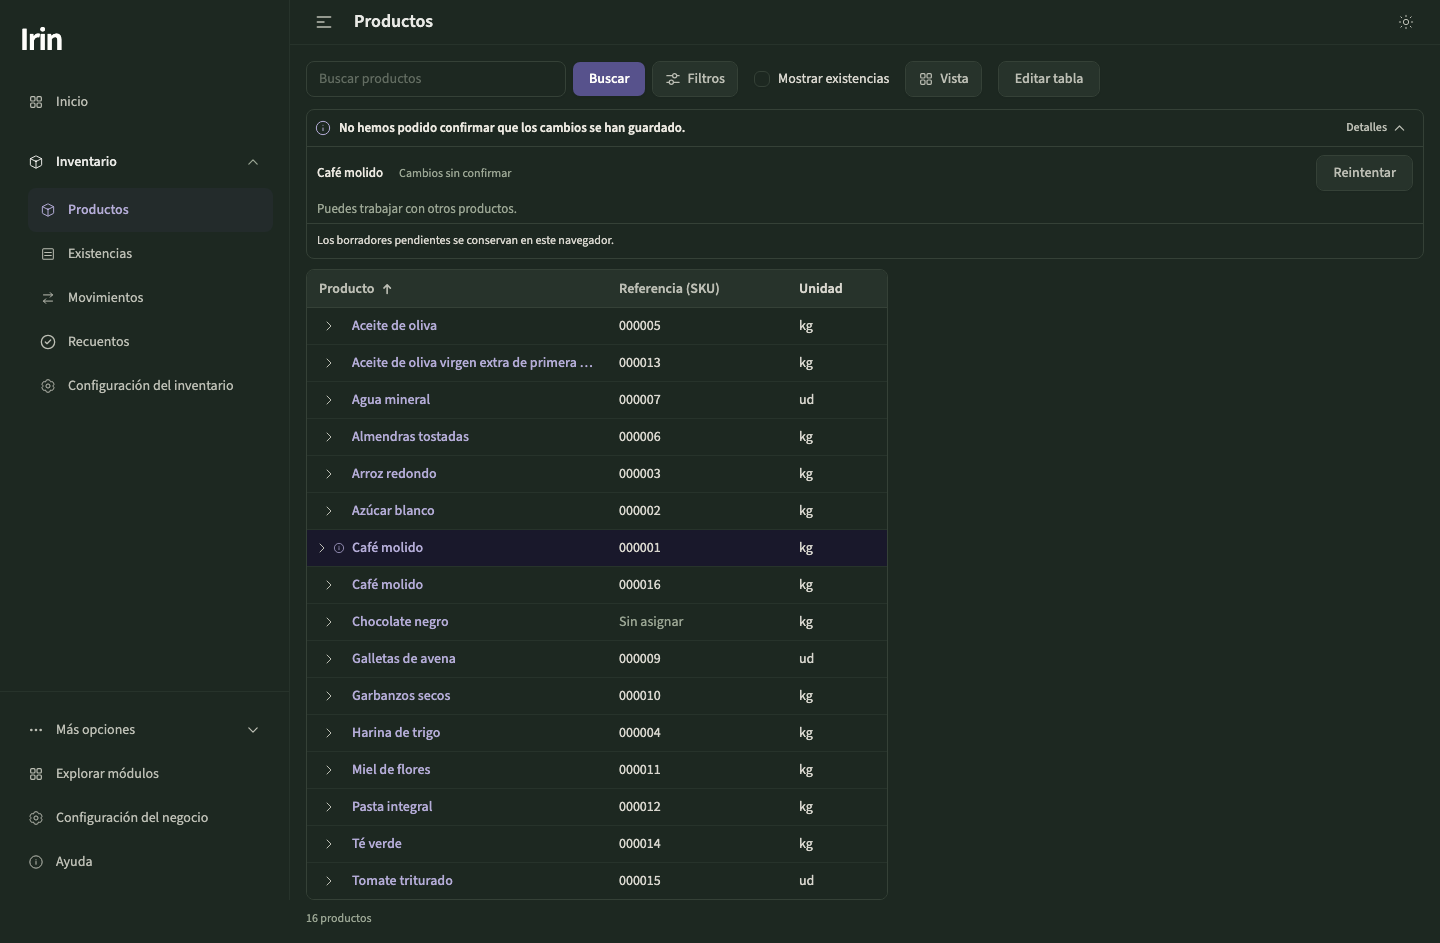 Irin
Inicio
Inventario
Productos
Existencias
Movimientos
Recuentos
Configuración del inventario
Más opciones
Explorar módulos
Configuración del negocio
Ayuda
Productos
Buscar productos
Buscar
Filtros
Mostrar existencias
Vista
Editar tabla
No hemos podido confirmar que los cambios se han guardado.
Detalles
Café molido Cambios sin confirmar
Reintentar
Puedes trabajar con otros productos.
Los borradores pendientes se conservan en este navegador.
Producto Referencia (SKU) Unidad
Aceite de oliva 000005 kg
Aceite de oliva virgen extra de primera ... 000013 kg
Agua mineral 000007 ud
Almendras tostadas 000006 kg
Arroz redondo 000003 kg
Azúcar blanco 000002 kg
Café molido 000001 kg
Café molido 000016 kg
Chocolate negro Sin asignar kg
Galletas de avena 000009 ud
Garbanzos secos 000010 kg
Harina de trigo 000004 kg
Miel de flores 000011 kg
Pasta integral 000012 kg
Té verde 000014 kg
Tomate triturado 000015 ud
16 productos